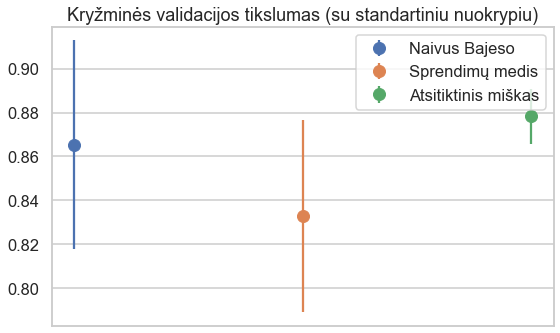 Kryžminės validacijos tikslumas (su standartiniu nuokrypiu)
Naivus Bajeso
Sprendimų medis
Atsitiktinis miškas
0.90
0.88
0.86
0.84
0.82
0.80